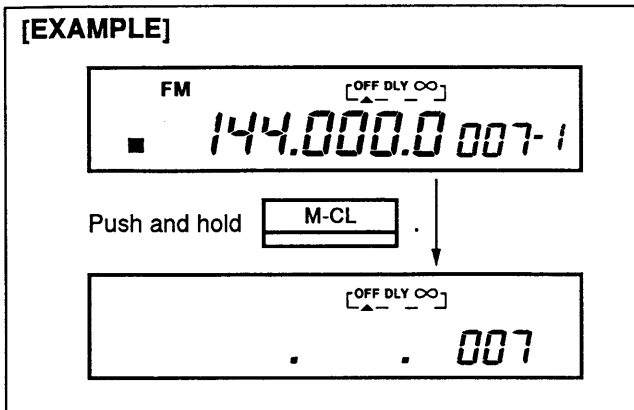 [EXAMPLE]
FM
OFF DLY ∞
144.000.0 007-1
Push and hold M-CL .
OFF DLY ∞
. . 007